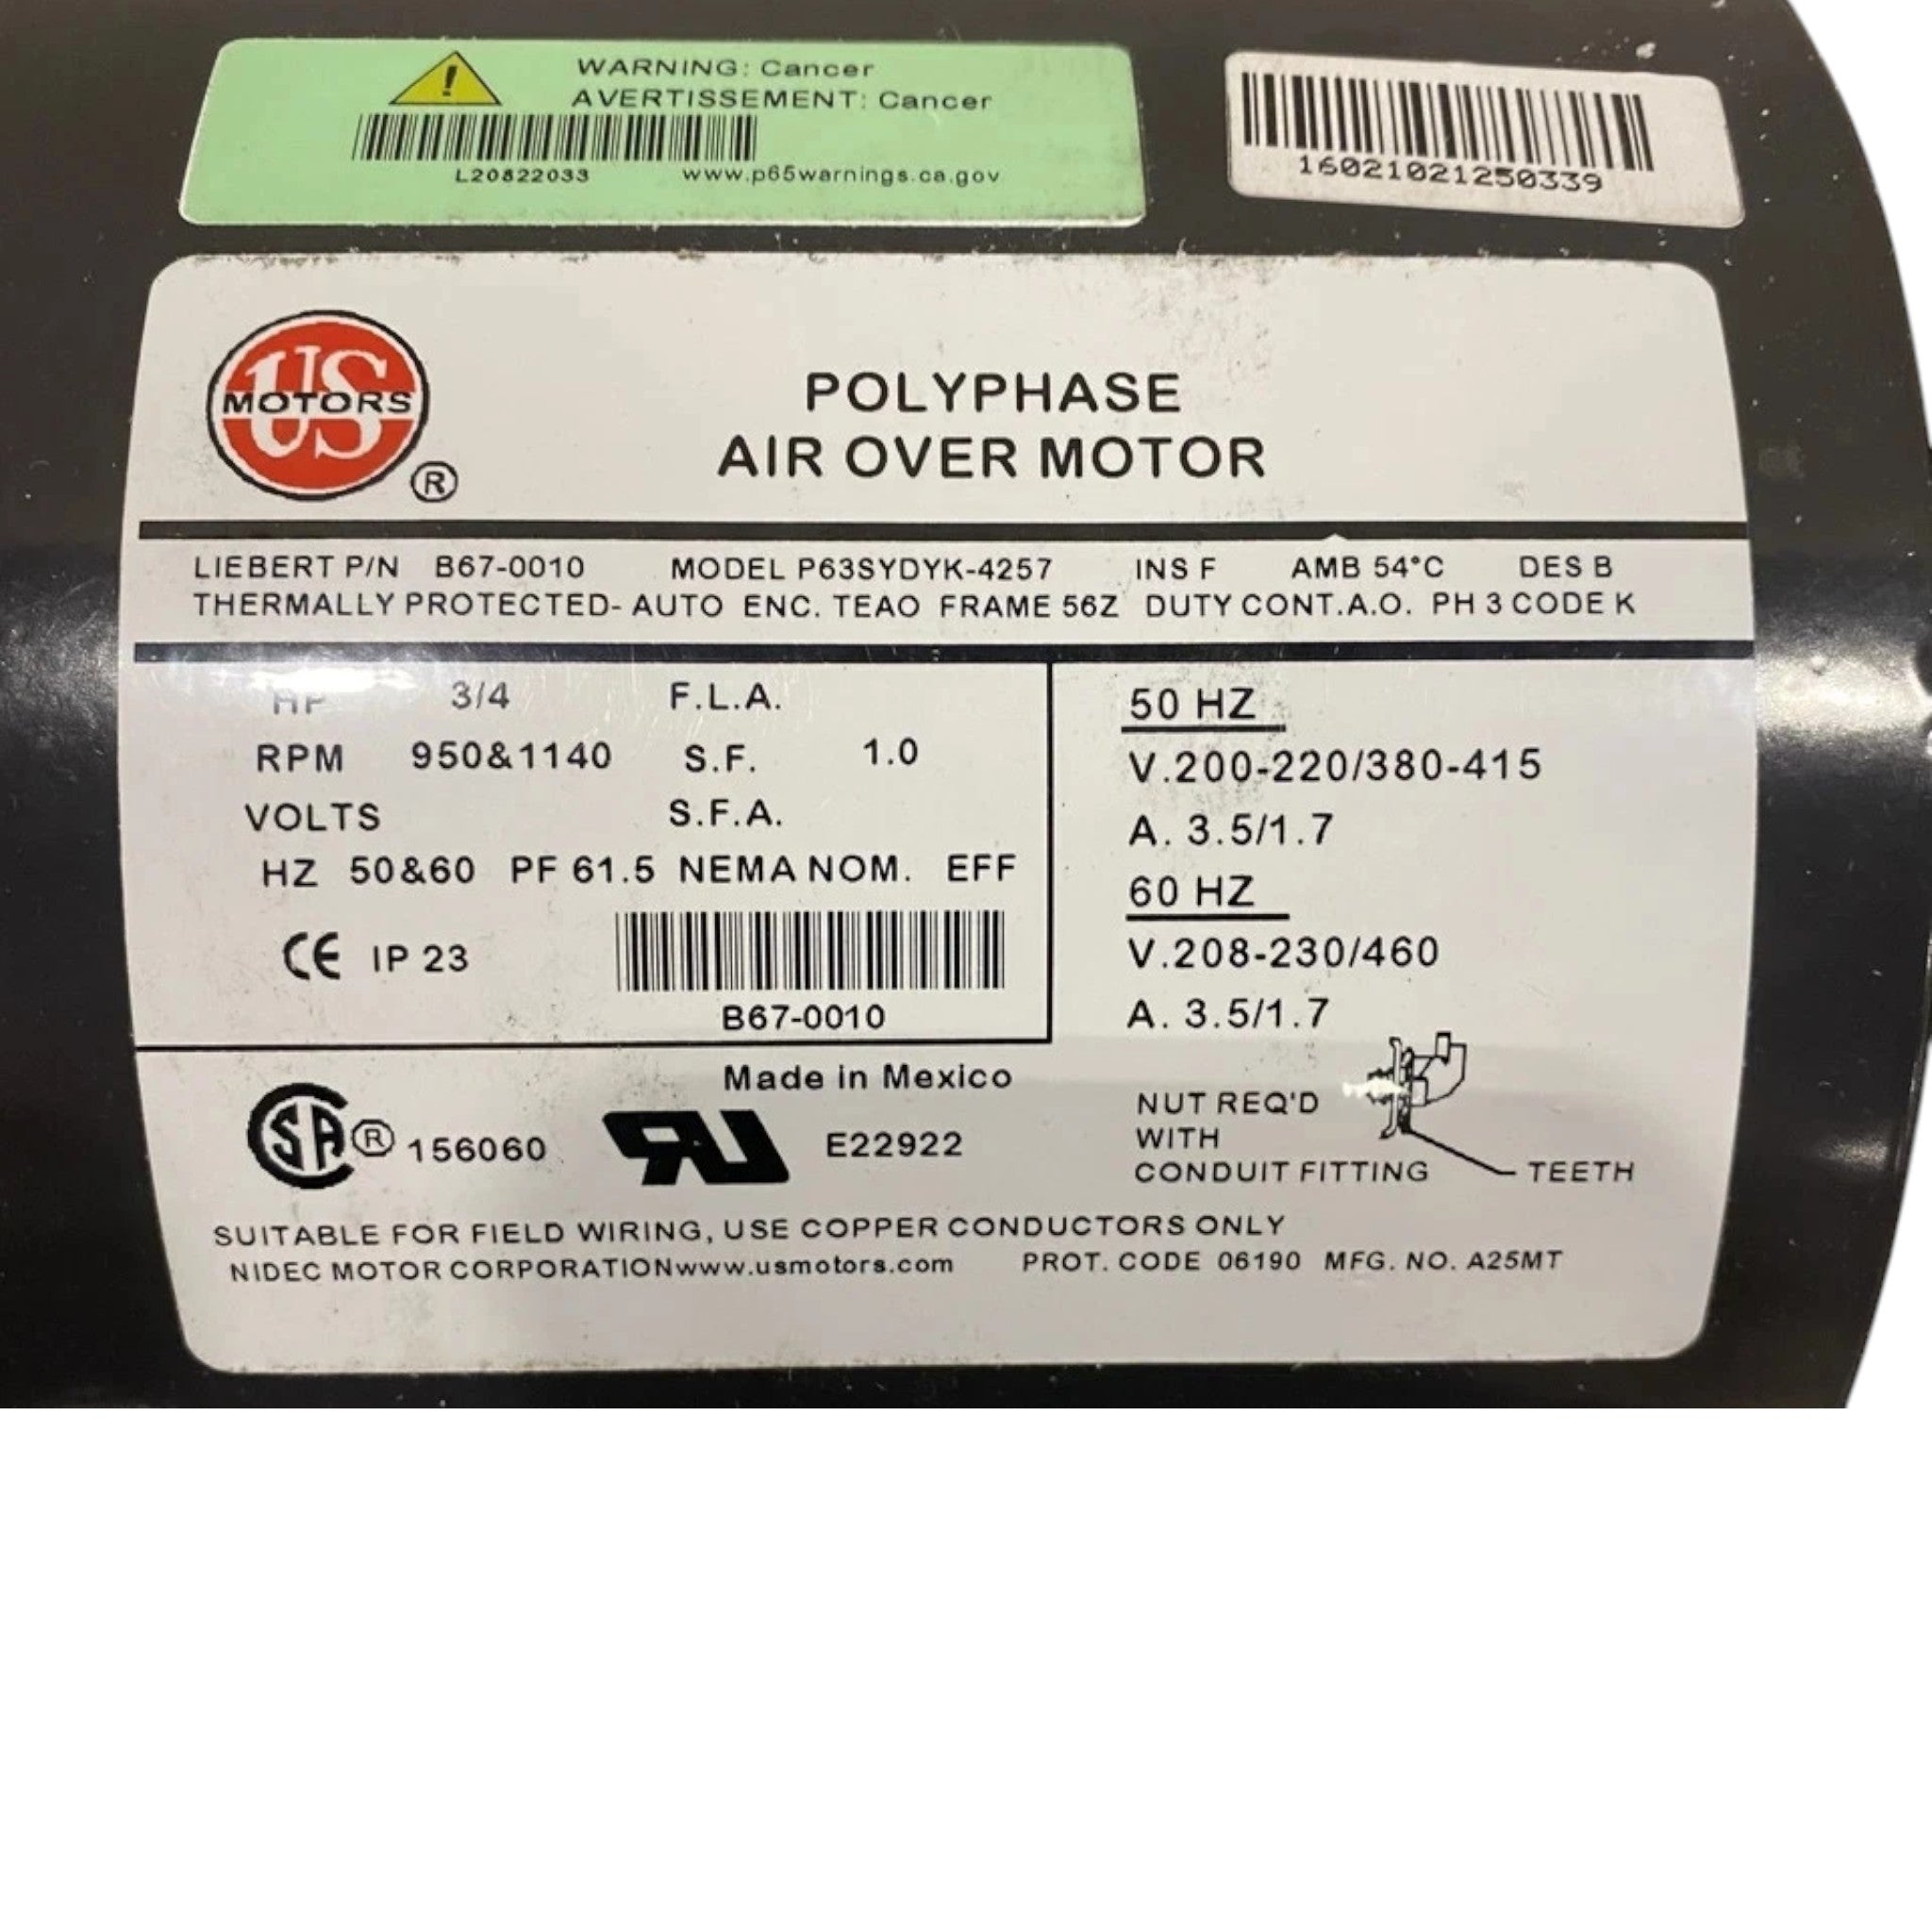 WARNING: Cancer
AVERTISSEMENT: Cancer
L20822033 www.p65warnings.ca.gov
16021021250339
US
MOTORS
®
POLYPHASE
AIR OVER MOTOR
LIEBERT P/N B67-0010 MODEL P63SYDYK-4257 INS F AMB 54°C DES B
THERMALLY PROTECTED- AUTO ENC. TEAO FRAME 56Z DUTY CONT.A.O. PH 3 CODE K
HP 3/4 F.L.A.
RPM 950&1140 S.F. 1.0
VOLTS S.F.A.
HZ 50&60 PF 61.5 NEMA NOM. EFF
CE IP 23
B67-0010
50 HZ
V.200-220/380-415
A. 3.5/1.7
60 HZ
V.208-230/460
A. 3.5/1.7
Made in Mexico
SA ® 156060 RU E22922
NUT REQ'D
WITH
CONDUIT FITTING TEETH
SUITABLE FOR FIELD WIRING, USE COPPER CONDUCTORS ONLY
NIDEC MOTOR CORPORATION www.usmotors.com PROT. CODE 06190 MFG. NO. A25MT